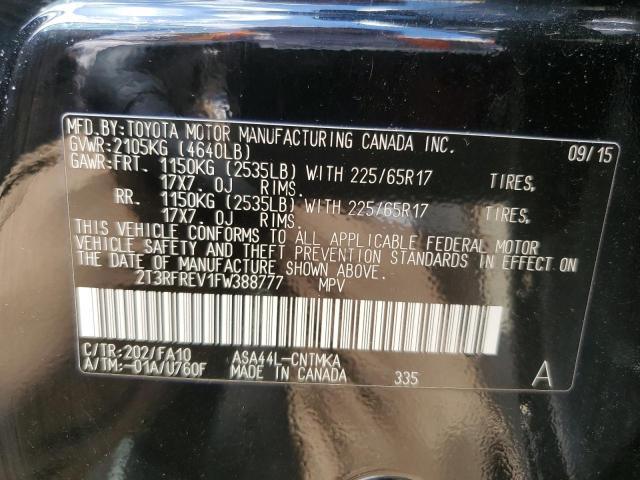 MFD.BY:TOYOTA MOTOR MANUFACTURING CANADA INC.
GVWR:2105KG (4640LB) 09/15
GAWR:FRT. 1150KG (2535LB) WITH 225/65R17 TIRES,
17X7.0J RIMS.
RR. 1150KG (2535LB) WITH 225/65R17 TIRES,
17X7.0J RIMS.
THIS VEHICLE CONFORMS TO ALL APPLICABLE FEDERAL MOTOR
VEHICLE SAFETY AND THEFT PREVENTION STANDARDS IN EFFECT ON
THE DATE OF MANUFACTURE SHOWN ABOVE.
2T3RFREV1FW388777 MPV
C/TR:202/FA10 ASA44L-CNTMKA
A/TM:-01A/U760F MADE IN CANADA 335 A